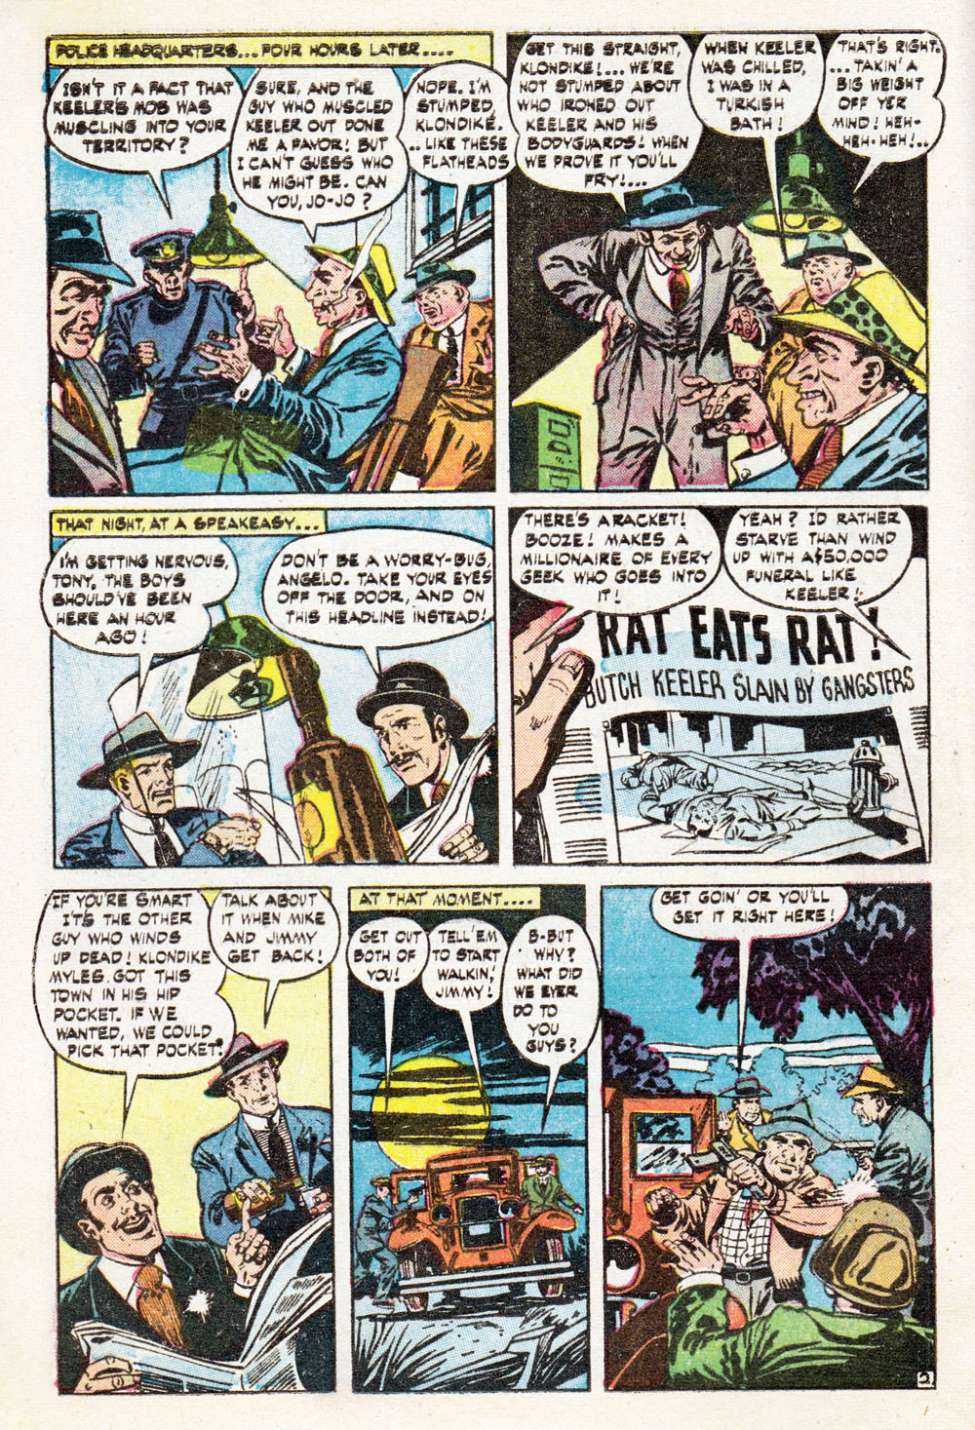 POLICE HEADQUARTERS...FOUR HOURS LATER....
ISN'T IT A FACT THAT
KEELER'S MOB WAS
MUSCLING INTO YOUR
TERRITORY?
SURE, AND THE
GUY WHO MUSCLED
KEELER OUT DONE
ME A FAVOR! BUT
I CAN'T GUESS WHO
HE MIGHT BE. CAN
YOU, JO-JO?
NOPE. I'M
STUMPED,
KLONDIKE.
..LIKE THESE
FLATHEADS
GET THIS STRAIGHT,
KLONDIKE!...WE'RE
NOT STUMPED ABOUT
WHO IRONED OUT
KEELER AND HIS
BODYGUARDS! WHEN
WE PROVE IT YOU'LL
FRY!...
WHEN KEELER
WAS CHILLED,
I WAS IN A
TURKISH
BATH!
THAT'S RIGHT.
...TAKIN' A
BIG WEIGHT
OFF YER
MIND! HEH-
HEH-HEH!..
THAT NIGHT, AT A SPEAKEASY...
I'M GETTING NERVOUS,
TONY. THE BOYS
SHOULD'VE BEEN
HERE AN HOUR
AGO!
DON'T BE A WORRY-BUG,
ANGELO. TAKE YOUR EYES
OFF THE DOOR, AND ON
THIS HEADLINE INSTEAD!
THERE'S A RACKET!
BOOZE! MAKES A
MILLIONAIRE OF EVERY
GEEK WHO GOES INTO
IT!
YEAH? I'D RATHER
STARVE THAN WIND
UP WITH A $50,000
FUNERAL LIKE
KEELER!
RAT EATS RAT!
BUTCH KEELER SLAIN BY GANGSTERS
IF YOU'RE SMART
IT'S THE OTHER
GUY WHO WINDS
UP DEAD! KLONDIKE
MYLES GOT THIS
TOWN IN HIS HIP
POCKET. IF WE
WANTED, WE COULD
PICK THAT POCKET.
TALK ABOUT
IT WHEN MIKE
AND JIMMY
GET BACK!
AT THAT MOMENT....
GET OUT
BOTH OF
YOU!
TELL 'EM
TO START
WALKIN',
JIMMY!
B-BUT
WHY?
WHAT DID
WE EVER
DO TO
YOU
GUYS?
GET GOIN' OR YOU'LL
GET IT RIGHT HERE!
2